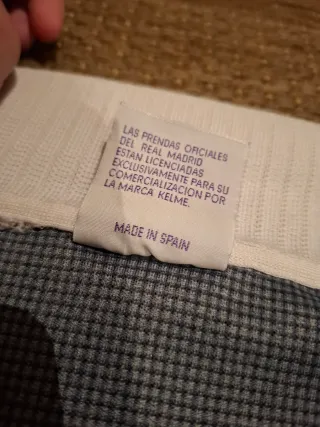 LAS PRENDAS OFICIALES
DEL REAL MADRID
ESTAN LICENCIADAS
EXCLUSIVAMENTE PARA SU
COMERCIALIZACION POR
LA MARCA KELME.
MADE IN SPAIN